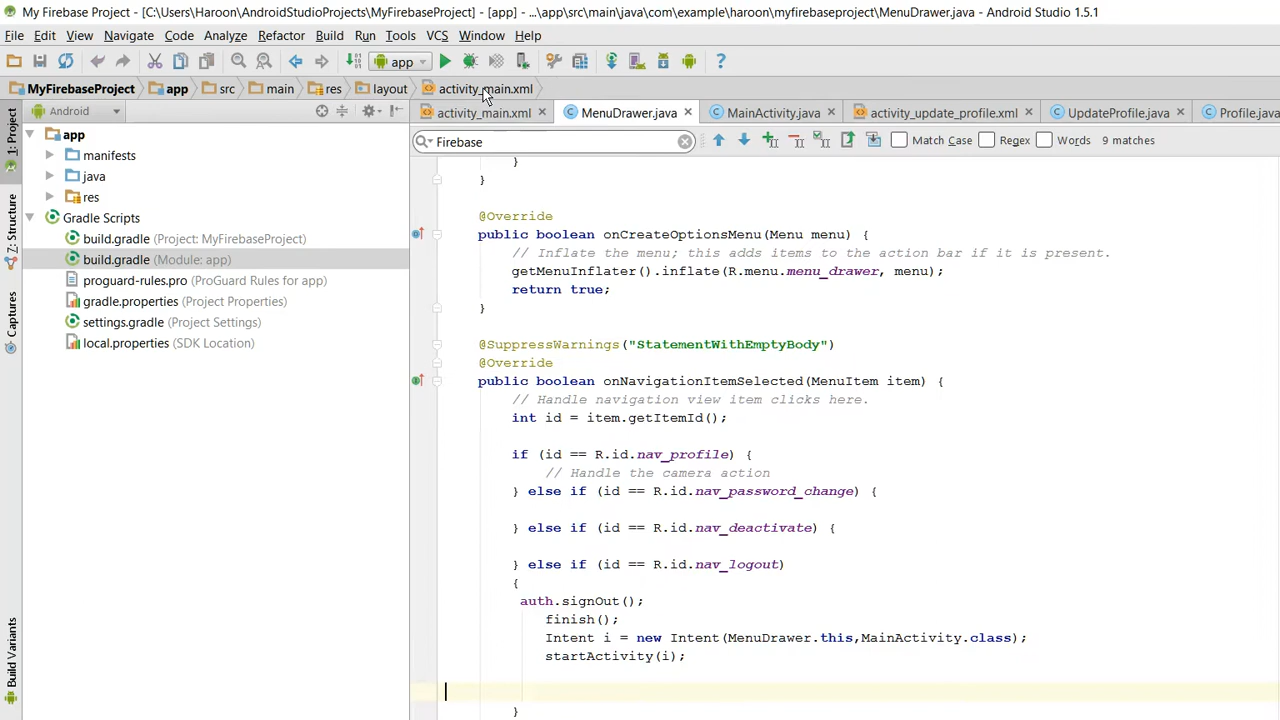 My Firebase Project - [C:\Users\Haroon\AndroidStudioProjects\MyFirebaseProject] - [app] - ...\app\src\main\java\com\example\haroon\myfirebaseproject\MenuDrawer.java - Android Studio 1.5.1
File Edit View Navigate Code Analyze Refactor Build Run Tools VCS Window Help
app
MyFirebaseProject app src main res layout activity_main.xml
Android
activity_main.xml MenuDrawer.java MainActivity.java activity_update_profile.xml UpdateProfile.java Profile.java
Firebase Match Case Regex Words 9 matches
1: Project
Z: Structure
Captures
Build Variants
app
manifests
java
res
Gradle Scripts
build.gradle (Project: MyFirebaseProject)
build.gradle (Module: app)
proguard-rules.pro (ProGuard Rules for app)
gradle.properties (Project Properties)
settings.gradle (Project Settings)
local.properties (SDK Location)
}
}
@Override
public boolean onCreateOptionsMenu(Menu menu) {
// Inflate the menu; this adds items to the action bar if it is present.
getMenuInflater().inflate(R.menu.menu_drawer, menu);
return true;
}
@SuppressWarnings("StatementWithEmptyBody")
@Override
public boolean onNavigationItemSelected(MenuItem item) {
// Handle navigation view item clicks here.
int id = item.getItemId();
if (id == R.id.nav_profile) {
// Handle the camera action
} else if (id == R.id.nav_password_change) {
} else if (id == R.id.nav_deactivate) {
} else if (id == R.id.nav_logout)
{
auth.signOut();
finish();
Intent i = new Intent(MenuDrawer.this,MainActivity.class);
startActivity(i);
}